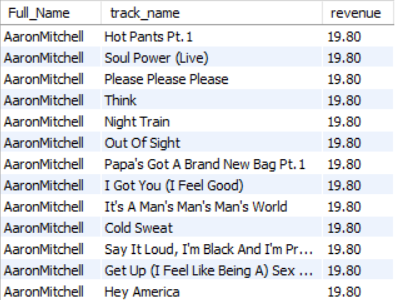 Full_Name track_name revenue
AaronMitchell Hot Pants Pt.1 19.80
AaronMitchell Soul Power (Live) 19.80
AaronMitchell Please Please Please 19.80
AaronMitchell Think 19.80
AaronMitchell Night Train 19.80
AaronMitchell Out Of Sight 19.80
AaronMitchell Papa's Got A Brand New Bag Pt.1 19.80
AaronMitchell I Got You (I Feel Good) 19.80
AaronMitchell It's A Man's Man's Man's World 19.80
AaronMitchell Cold Sweat 19.80
AaronMitchell Say It Loud, I'm Black And I'm Pr... 19.80
AaronMitchell Get Up (I Feel Like Being A) Sex ... 19.80
AaronMitchell Hey America 19.80